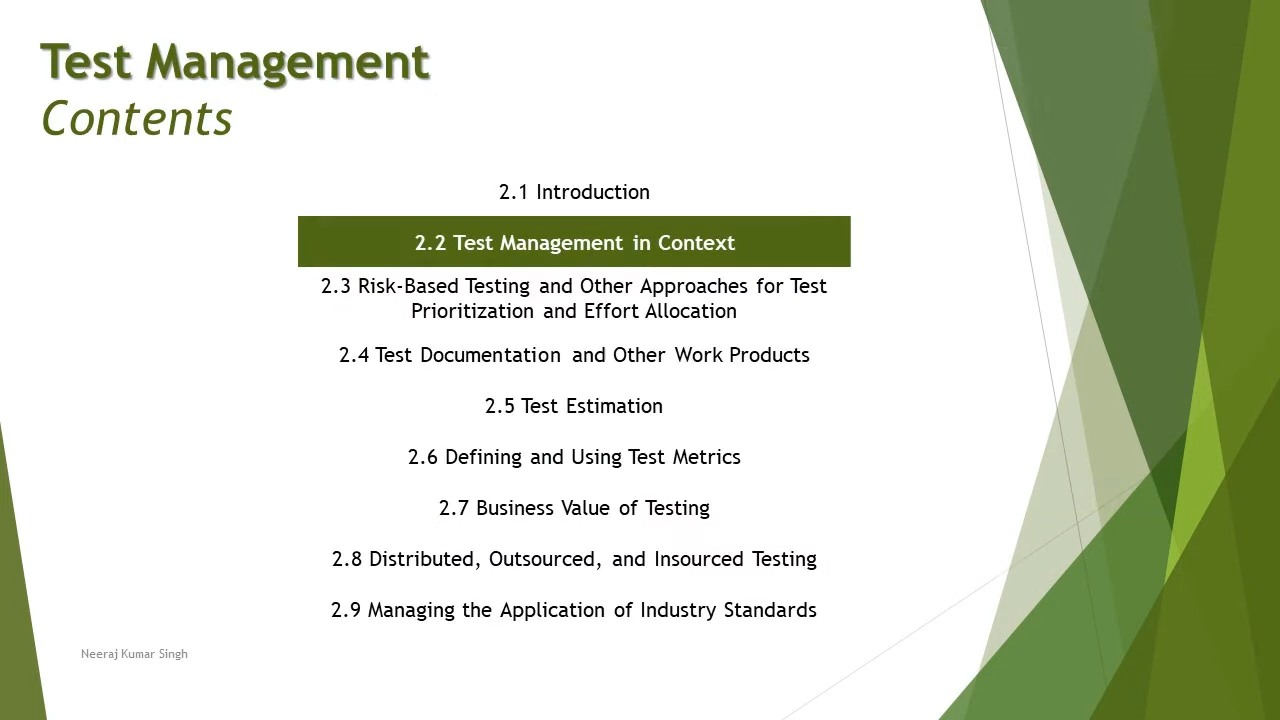 Test Management
Contents
2.1 Introduction
2.2 Test Management in Context
2.3 Risk-Based Testing and Other Approaches for Test
Prioritization and Effort Allocation
2.4 Test Documentation and Other Work Products
2.5 Test Estimation
2.6 Defining and Using Test Metrics
2.7 Business Value of Testing
2.8 Distributed, Outsourced, and Insourced Testing
2.9 Managing the Application of Industry Standards
Neeraj Kumar Singh